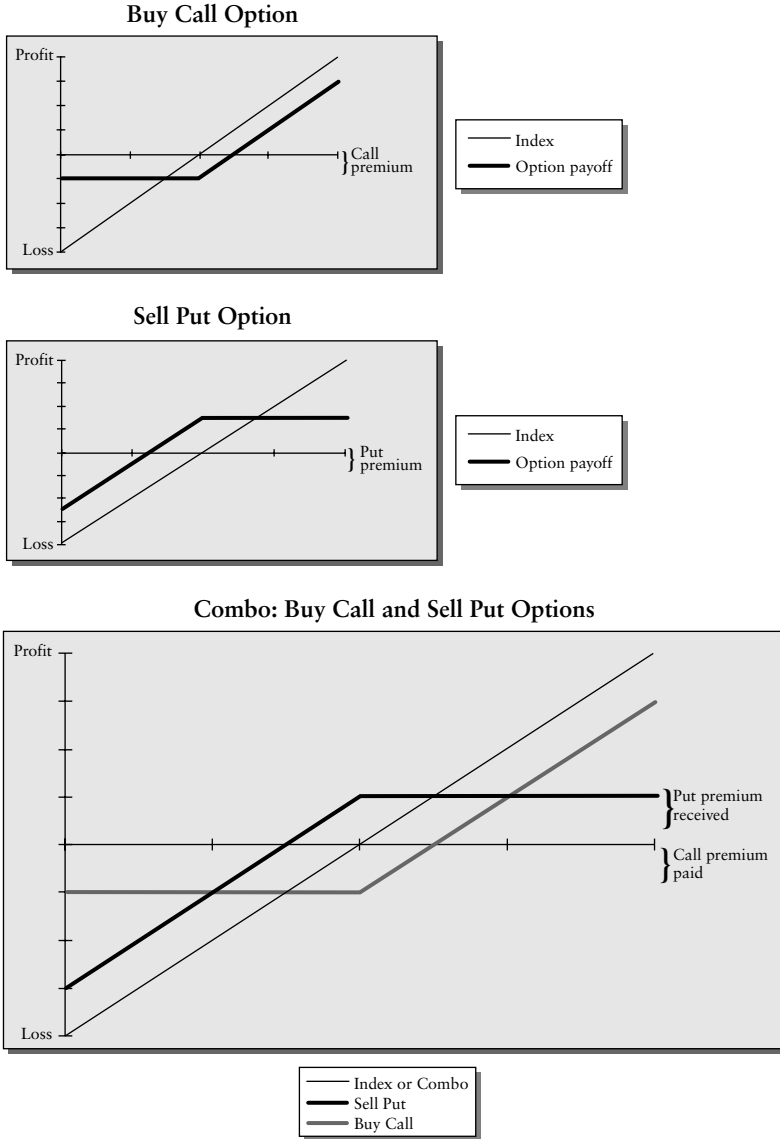 Buy Call Option
Profit
Call
premium
Loss
Index
Option payoff
Sell Put Option
Profit
Put
premium
Loss
Index
Option payoff
Combo: Buy Call and Sell Put Options
Profit
Put premium
received
Call premium
paid
Loss
Index or Combo
Sell Put
Buy Call